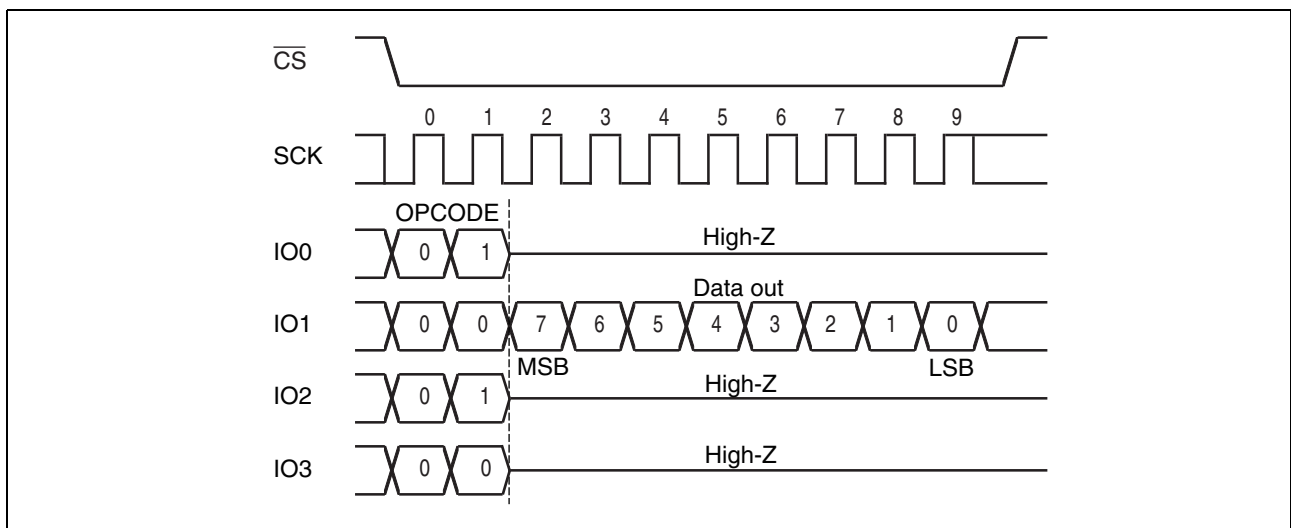 CS
0 1 2 3 4 5 6 7 8 9
SCK
OPCODE
IO0 0 1 High-Z
Data out
IO1 0 0 7 6 5 4 3 2 1 0
MSB LSB
IO2 0 1 High-Z
IO3 0 0 High-Z